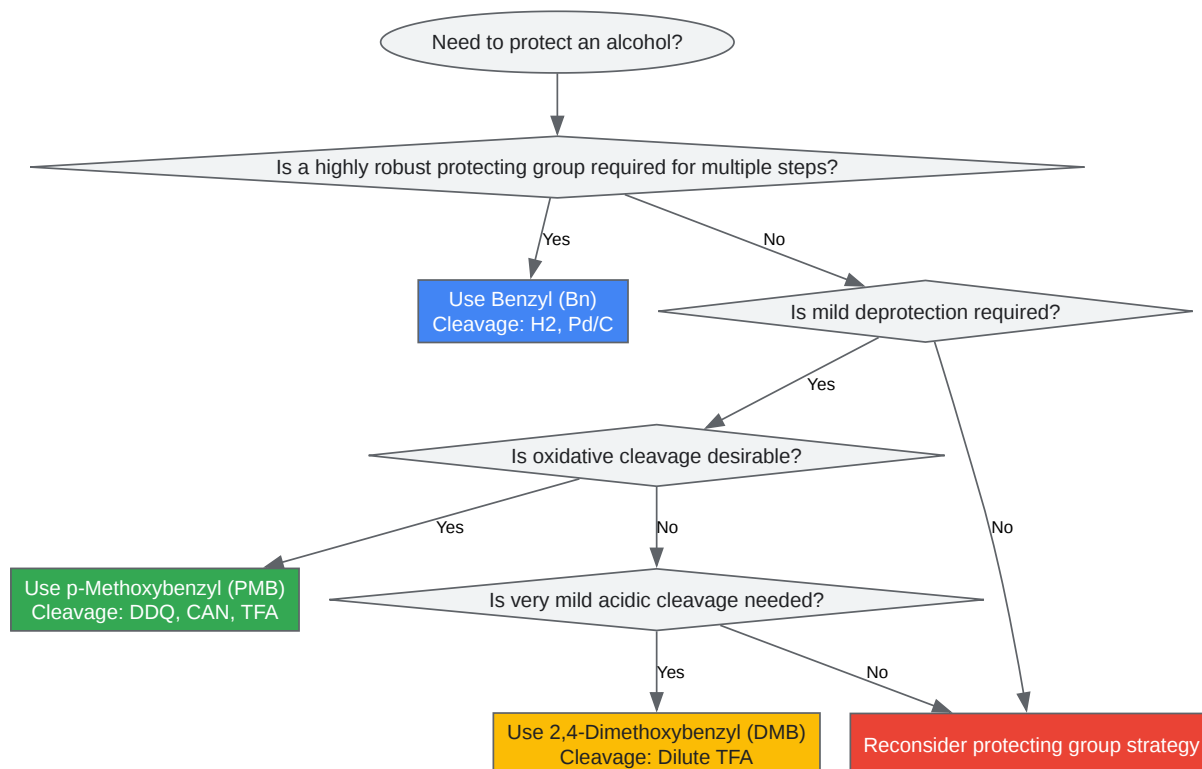 Need to protect an alcohol?
Is a highly robust protecting group required for multiple steps?
Yes
No
Use Benzyl (Bn)
Cleavage: H2, Pd/C
Is mild deprotection required?
Yes
Is oxidative cleavage desirable?
Yes
No
No
Use p-Methoxybenzyl (PMB)
Cleavage: DDQ, CAN, TFA
Is very mild acidic cleavage needed?
Yes
No
Use 2,4-Dimethoxybenzyl (DMB)
Cleavage: Dilute TFA
Reconsider protecting group strategy